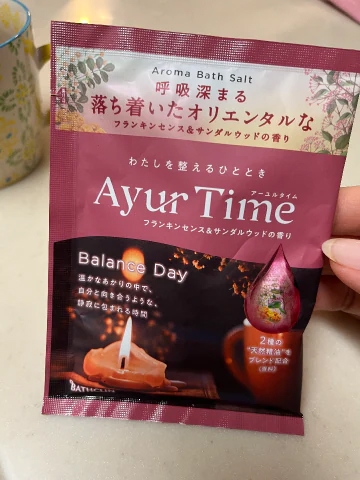 Aroma Bath Salt
呼吸深まる
落ち着いたオリエンタルな
フランキンセンス&サンダルウッドの香り
わたしを整えるひととき
Ayur Time
アーユルタイム
フランキンセンス&サンダルウッドの香り
Balance Day
温かなあかりの中で、
自分と向き合うような、
静寂に包まれる時間
2種の
"天然精油"を
ブレンド配合
(香料)
BATHCLIN